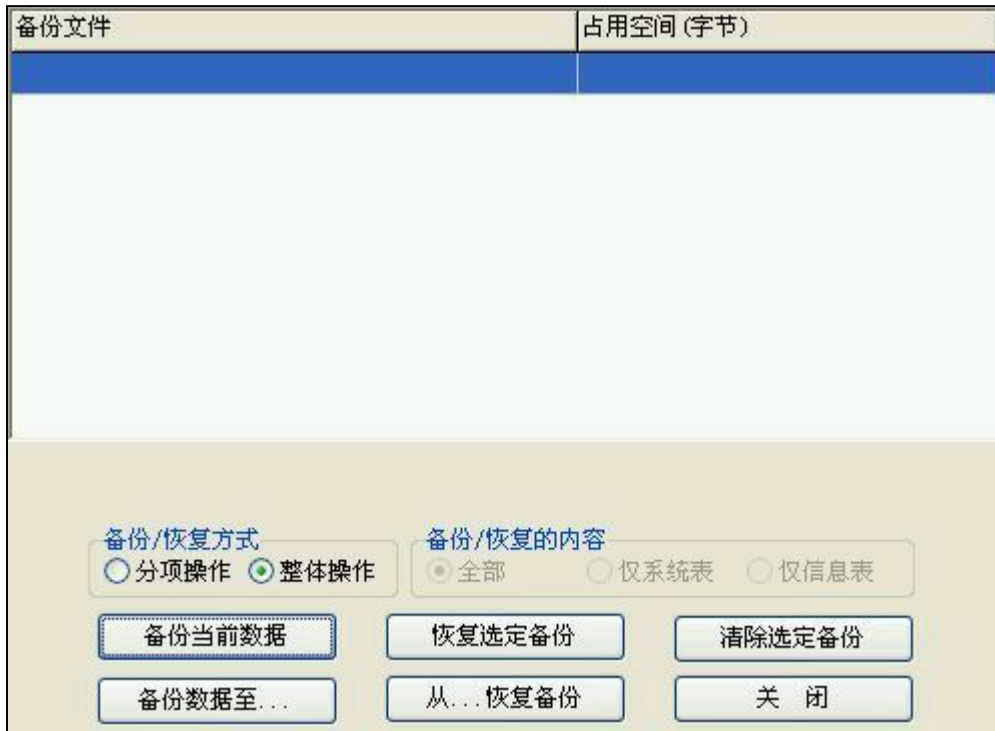 备份文件 占用空间(字节)
备份/恢复方式 备份/恢复的内容
分项操作 整体操作 全部 仅系统表 仅信息表
备份当前数据 恢复选定备份 清除选定备份
备份数据至... 从...恢复备份 关 闭